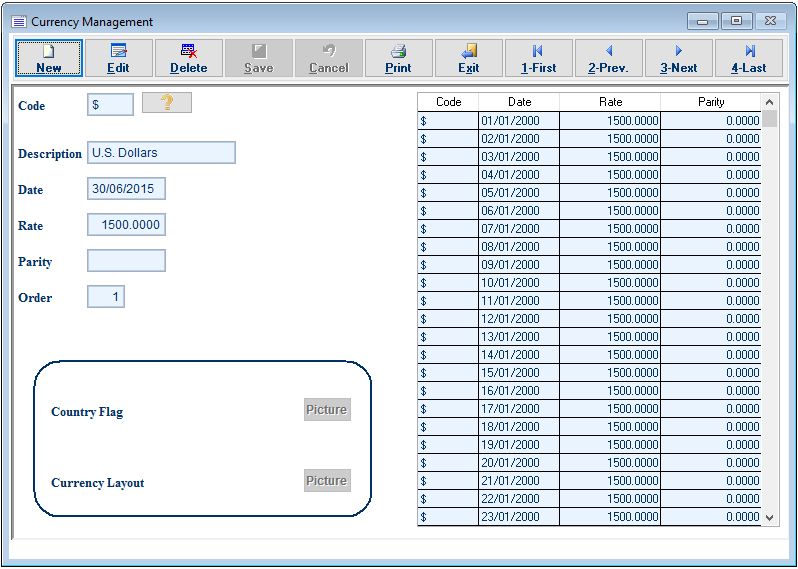 Currency Management
New Edit Delete Save Cancel Print Exit 1-First 2-Prev. 3-Next 4-Last
Code $ ?
Description U.S. Dollars
Date 30/06/2015
Rate 1500.0000
Parity
Order 1
Country Flag Picture
Currency Layout Picture
Code Date Rate Parity
$ 01/01/2000 1500.0000 0.0000
$ 02/01/2000 1500.0000 0.0000
$ 03/01/2000 1500.0000 0.0000
$ 04/01/2000 1500.0000 0.0000
$ 05/01/2000 1500.0000 0.0000
$ 06/01/2000 1500.0000 0.0000
$ 07/01/2000 1500.0000 0.0000
$ 08/01/2000 1500.0000 0.0000
$ 09/01/2000 1500.0000 0.0000
$ 10/01/2000 1500.0000 0.0000
$ 11/01/2000 1500.0000 0.0000
$ 12/01/2000 1500.0000 0.0000
$ 13/01/2000 1500.0000 0.0000
$ 14/01/2000 1500.0000 0.0000
$ 15/01/2000 1500.0000 0.0000
$ 16/01/2000 1500.0000 0.0000
$ 17/01/2000 1500.0000 0.0000
$ 18/01/2000 1500.0000 0.0000
$ 19/01/2000 1500.0000 0.0000
$ 20/01/2000 1500.0000 0.0000
$ 21/01/2000 1500.0000 0.0000
$ 22/01/2000 1500.0000 0.0000
$ 23/01/2000 1500.0000 0.0000